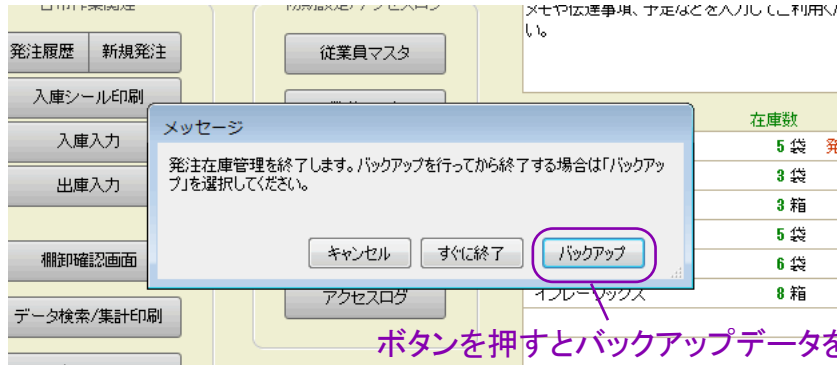 メモや伝達事項、予定などを入力してご利用く
い。
発注履歴
新規発注
従業員マスタ
入庫シール印刷
入庫入力
出庫入力
棚卸確認画面
データ検索/集計印刷
アクセスログ
メッセージ
発注在庫管理を終了します。バックアップを行ってから終了する場合は「バックアッ
プ」を選択してください。
キャンセル
すぐに終了
バックアップ
在庫数
5 袋 発
3 袋
3 箱
5 袋
6 袋
8 箱
ボタンを押すとバックアップデータを